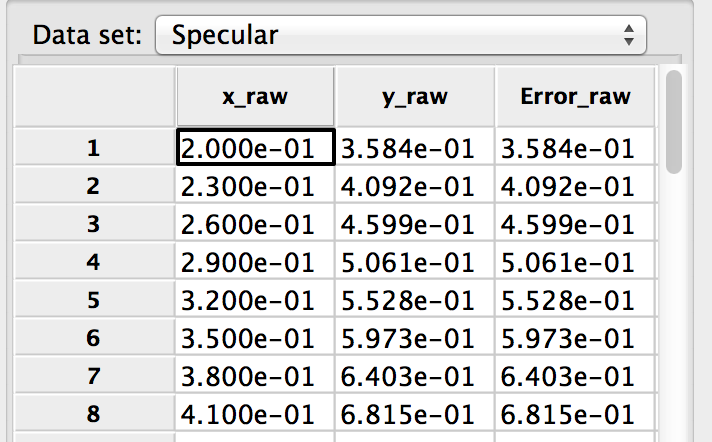 Data set: Specular
x_raw y_raw Error_raw
1 2.000e-01 3.584e-01 3.584e-01
2 2.300e-01 4.092e-01 4.092e-01
3 2.600e-01 4.599e-01 4.599e-01
4 2.900e-01 5.061e-01 5.061e-01
5 3.200e-01 5.528e-01 5.528e-01
6 3.500e-01 5.973e-01 5.973e-01
7 3.800e-01 6.403e-01 6.403e-01
8 4.100e-01 6.815e-01 6.815e-01